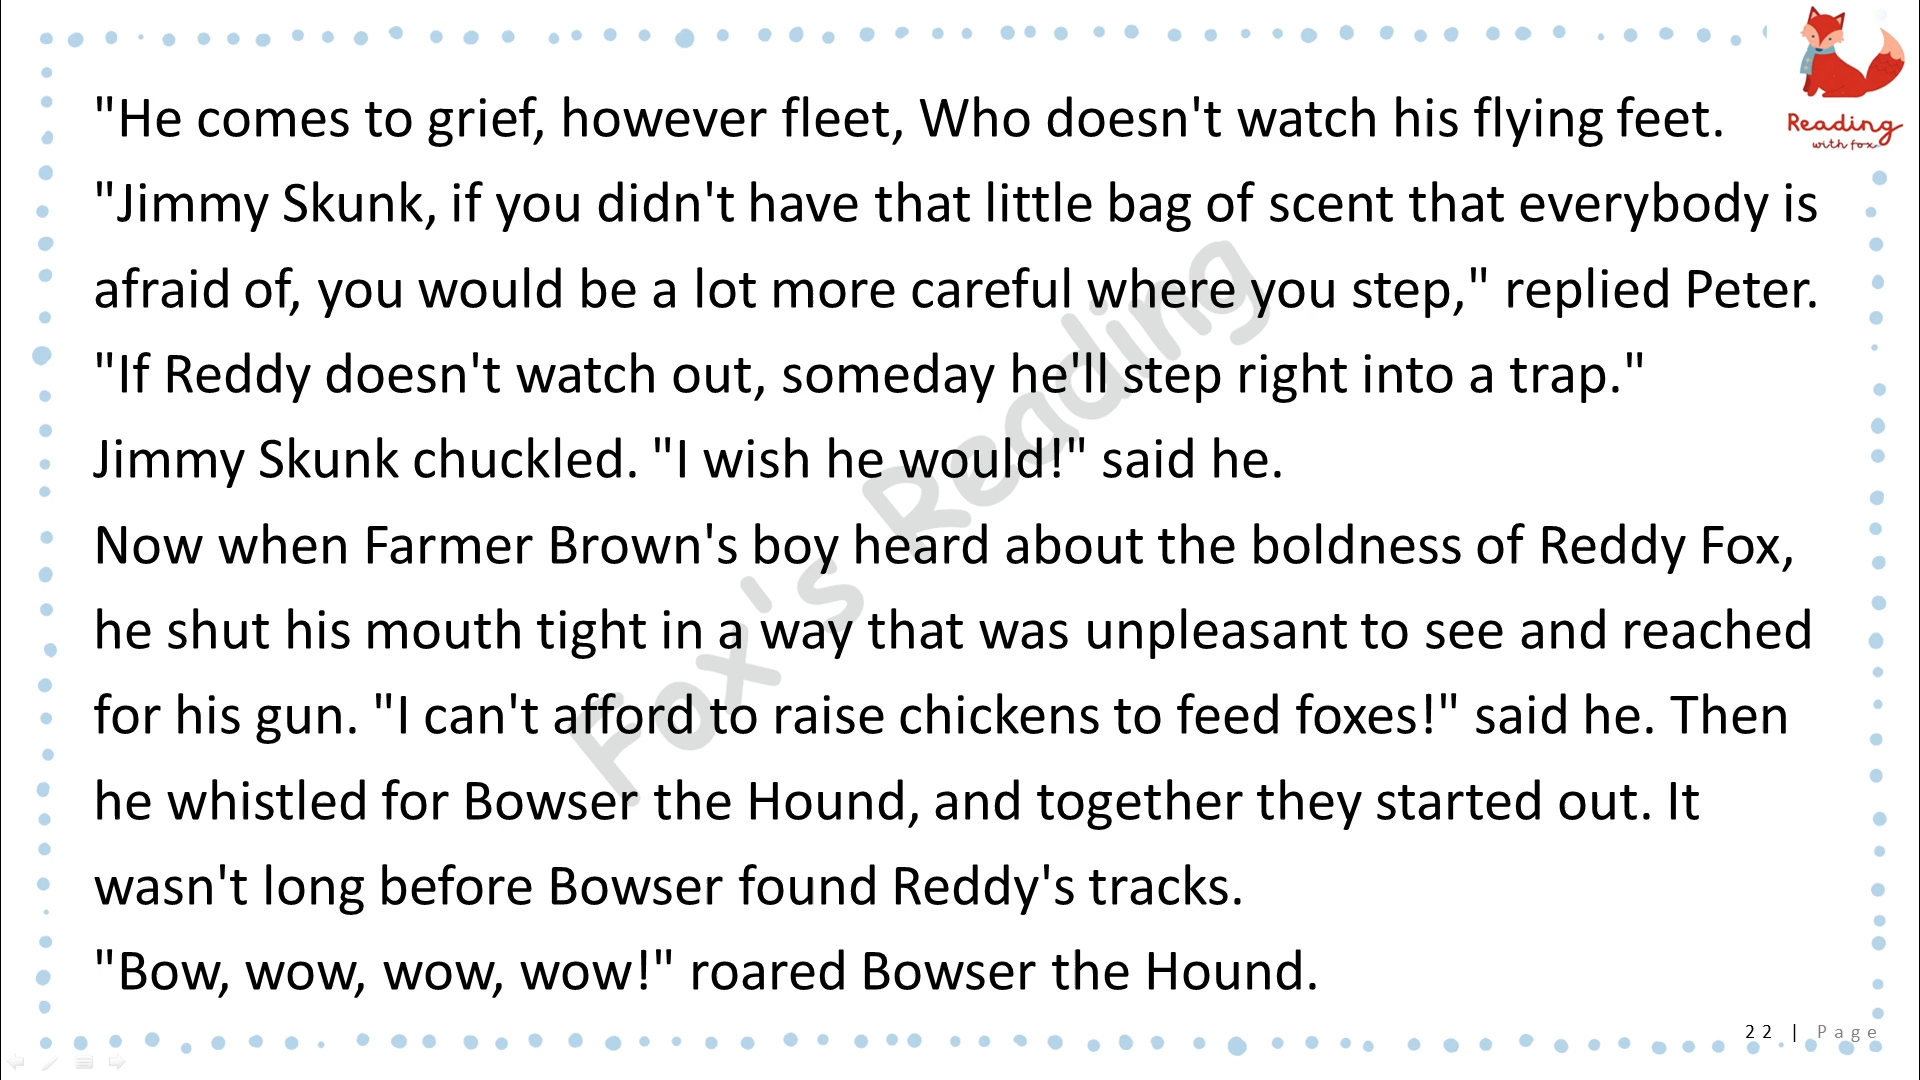 "He comes to grief, however fleet, Who doesn't watch his flying feet.
"Jimmy Skunk, if you didn't have that little bag of scent that everybody is
afraid of, you would be a lot more careful where you step," replied Peter.
"If Reddy doesn't watch out, someday he'll step right into a trap."
Jimmy Skunk chuckled. "I wish he would!" said he.
Now when Farmer Brown's boy heard about the boldness of Reddy Fox,
he shut his mouth tight in a way that was unpleasant to see and reached
for his gun. "I can't afford to raise chickens to feed foxes!" said he. Then
he whistled for Bowser the Hound, and together they started out. It
wasn't long before Bowser found Reddy's tracks.
"Bow, wow, wow, wow!" roared Bowser the Hound.
Reading
with fox
Fox's Reading
22 | Page